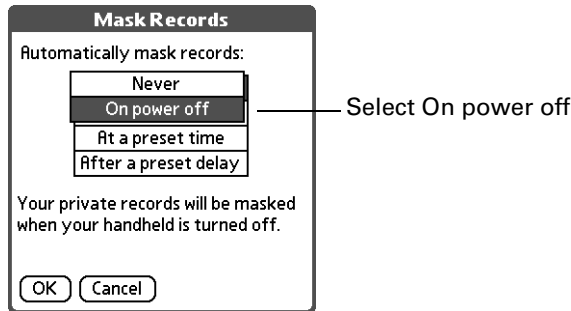 Mask Records
Automatically mask records:
Never
On power off
Select On power off
At a preset time
After a preset delay
Your private records will be masked
when your handheld is turned off.
OK Cancel